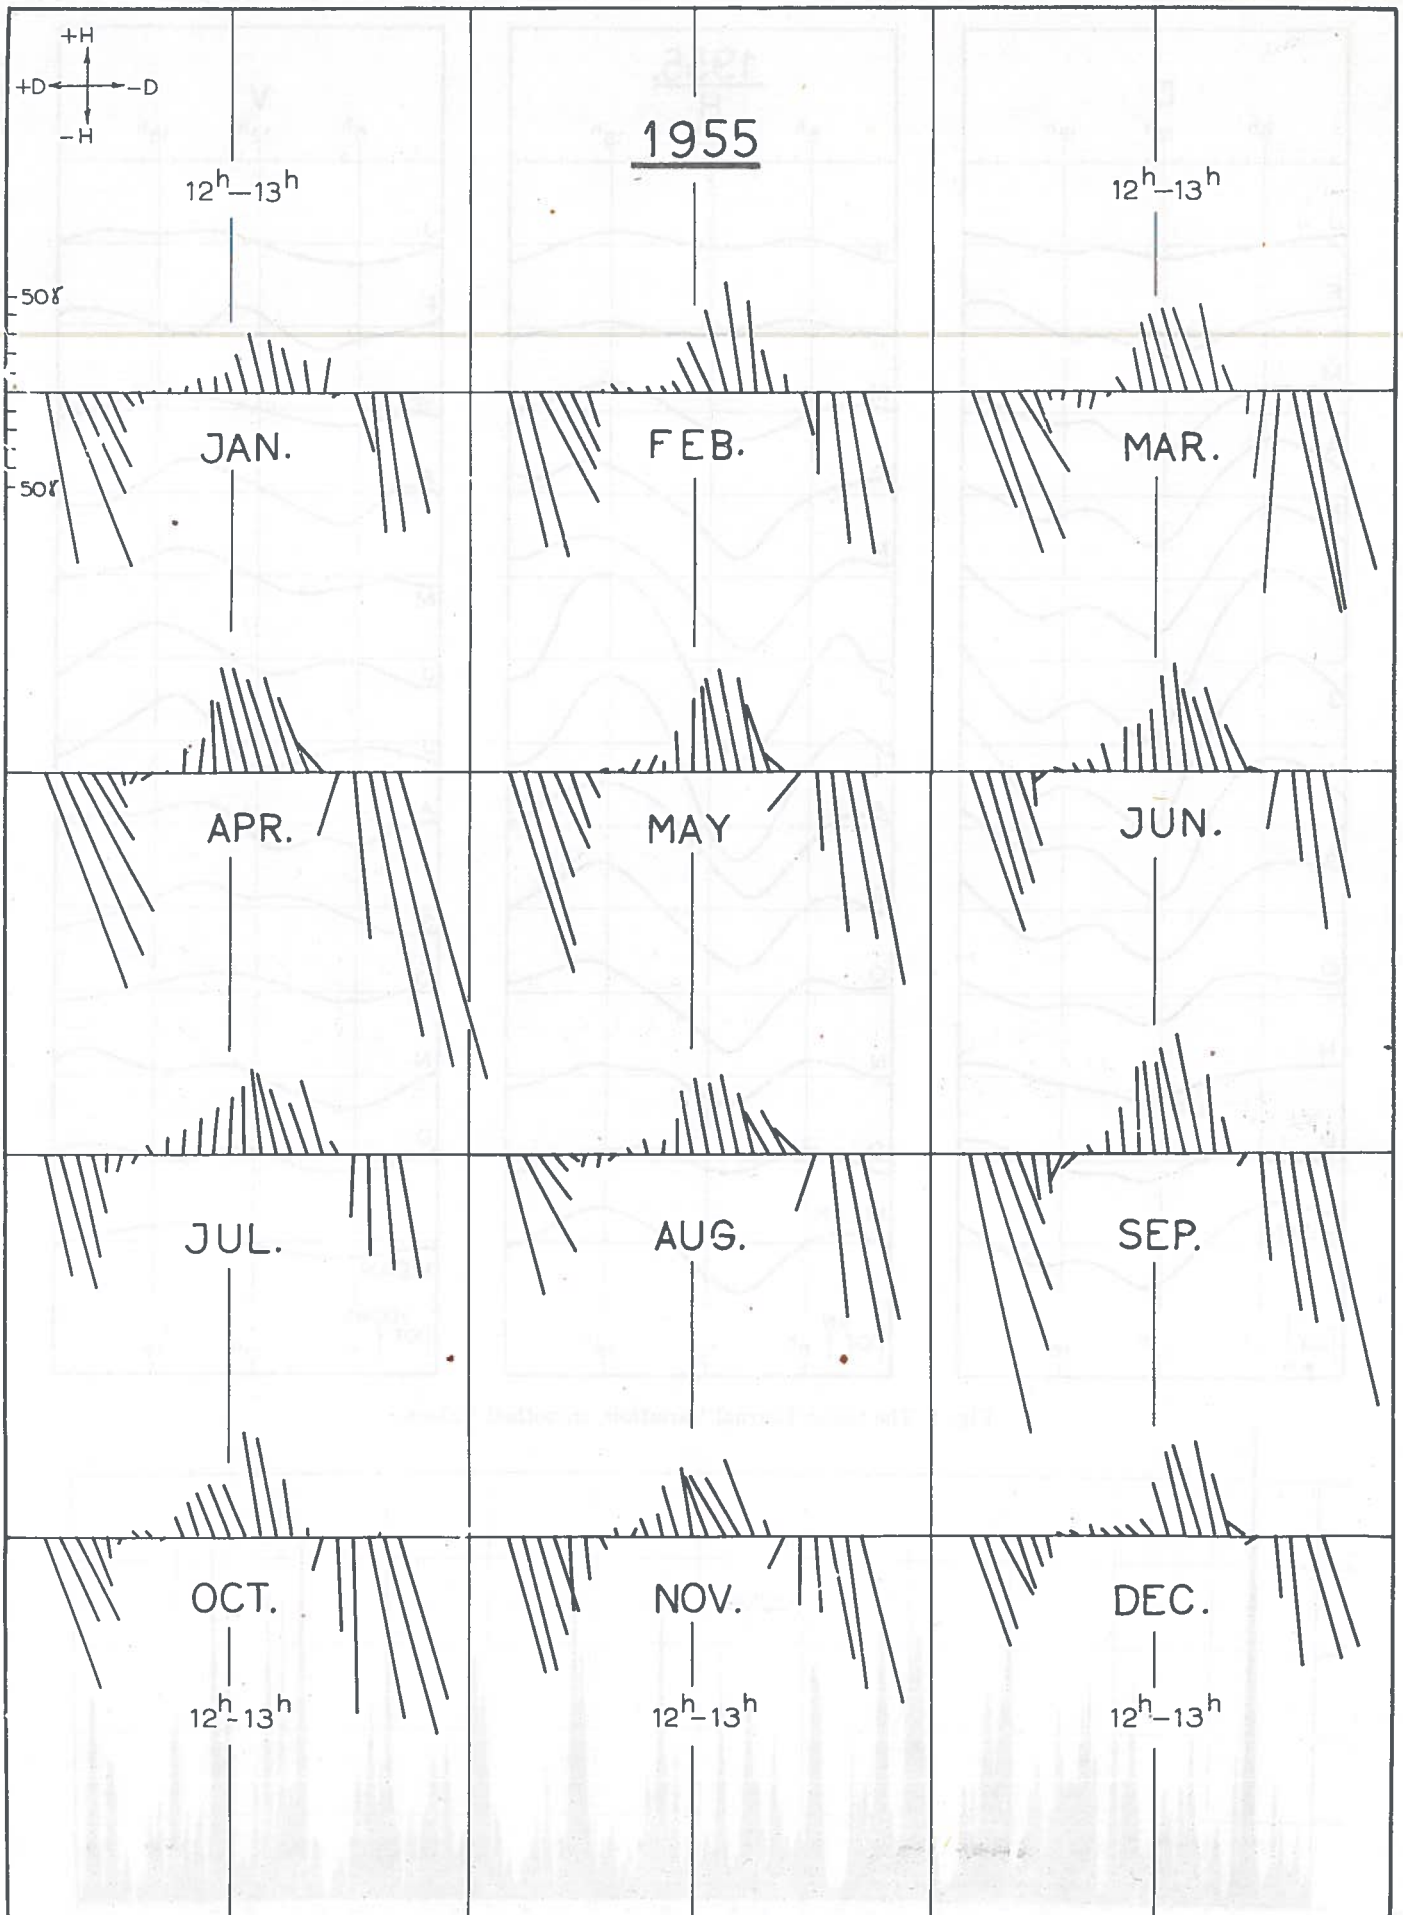 +H
+D -D
-H
1955
12ʰ–13ʰ 12ʰ–13ʰ
50γ
JAN. FEB. MAR.
50γ
APR. MAY JUN.
JUL. AUG. SEP.
OCT. NOV. DEC.
12ʰ–13ʰ 12ʰ–13ʰ 12ʰ–13ʰ